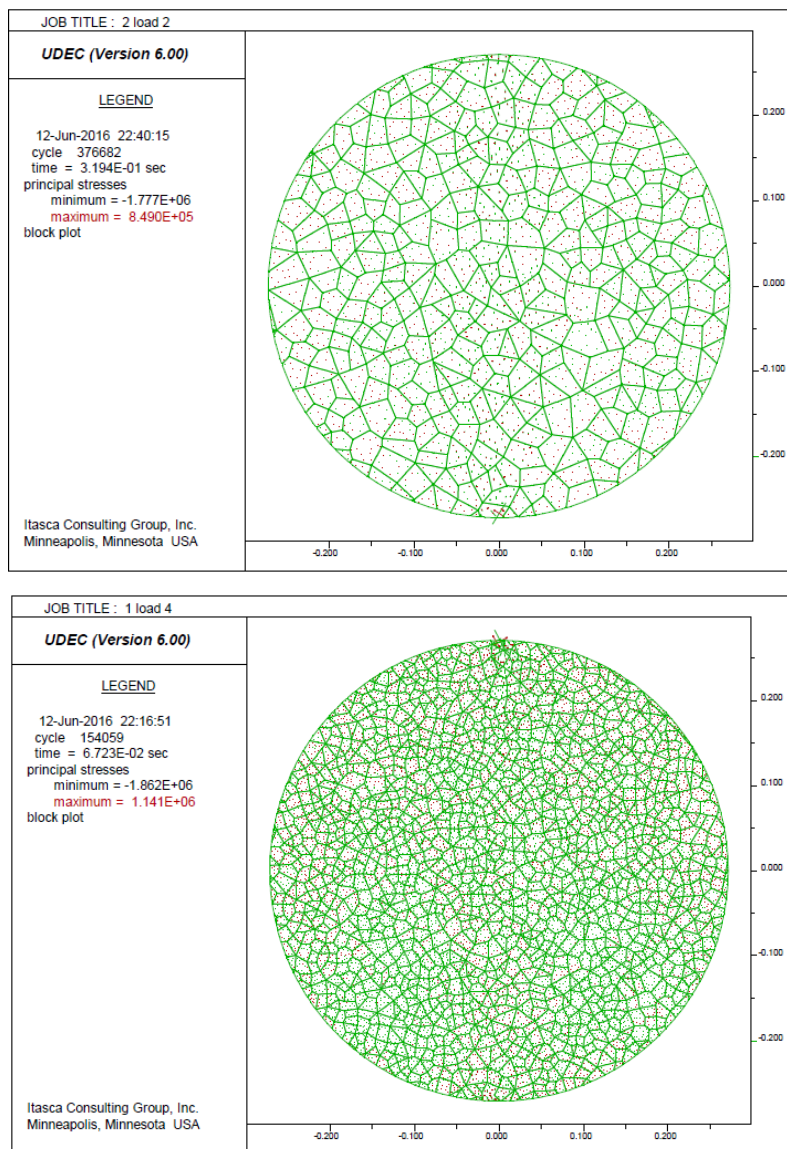 JOB TITLE : 2 load 2
UDEC (Version 6.00)
LEGEND
12-Jun-2016 22:40:15
cycle 376682
time = 3.194E-01 sec
principal stresses
minimum = -1.777E+06
maximum = 8.490E+05
block plot
Itasca Consulting Group, Inc.
Minneapolis, Minnesota USA
0.200
0.100
0.000
-0.100
-0.200
-0.200 -0.100 0.000 0.100 0.200
JOB TITLE : 1 load 4
UDEC (Version 6.00)
LEGEND
12-Jun-2016 22:16:51
cycle 154059
time = 6.723E-02 sec
principal stresses
minimum = -1.862E+06
maximum = 1.141E+06
block plot
Itasca Consulting Group, Inc.
Minneapolis, Minnesota USA
0.200
0.100
0.000
-0.100
-0.200
-0.200 -0.100 0.000 0.100 0.200